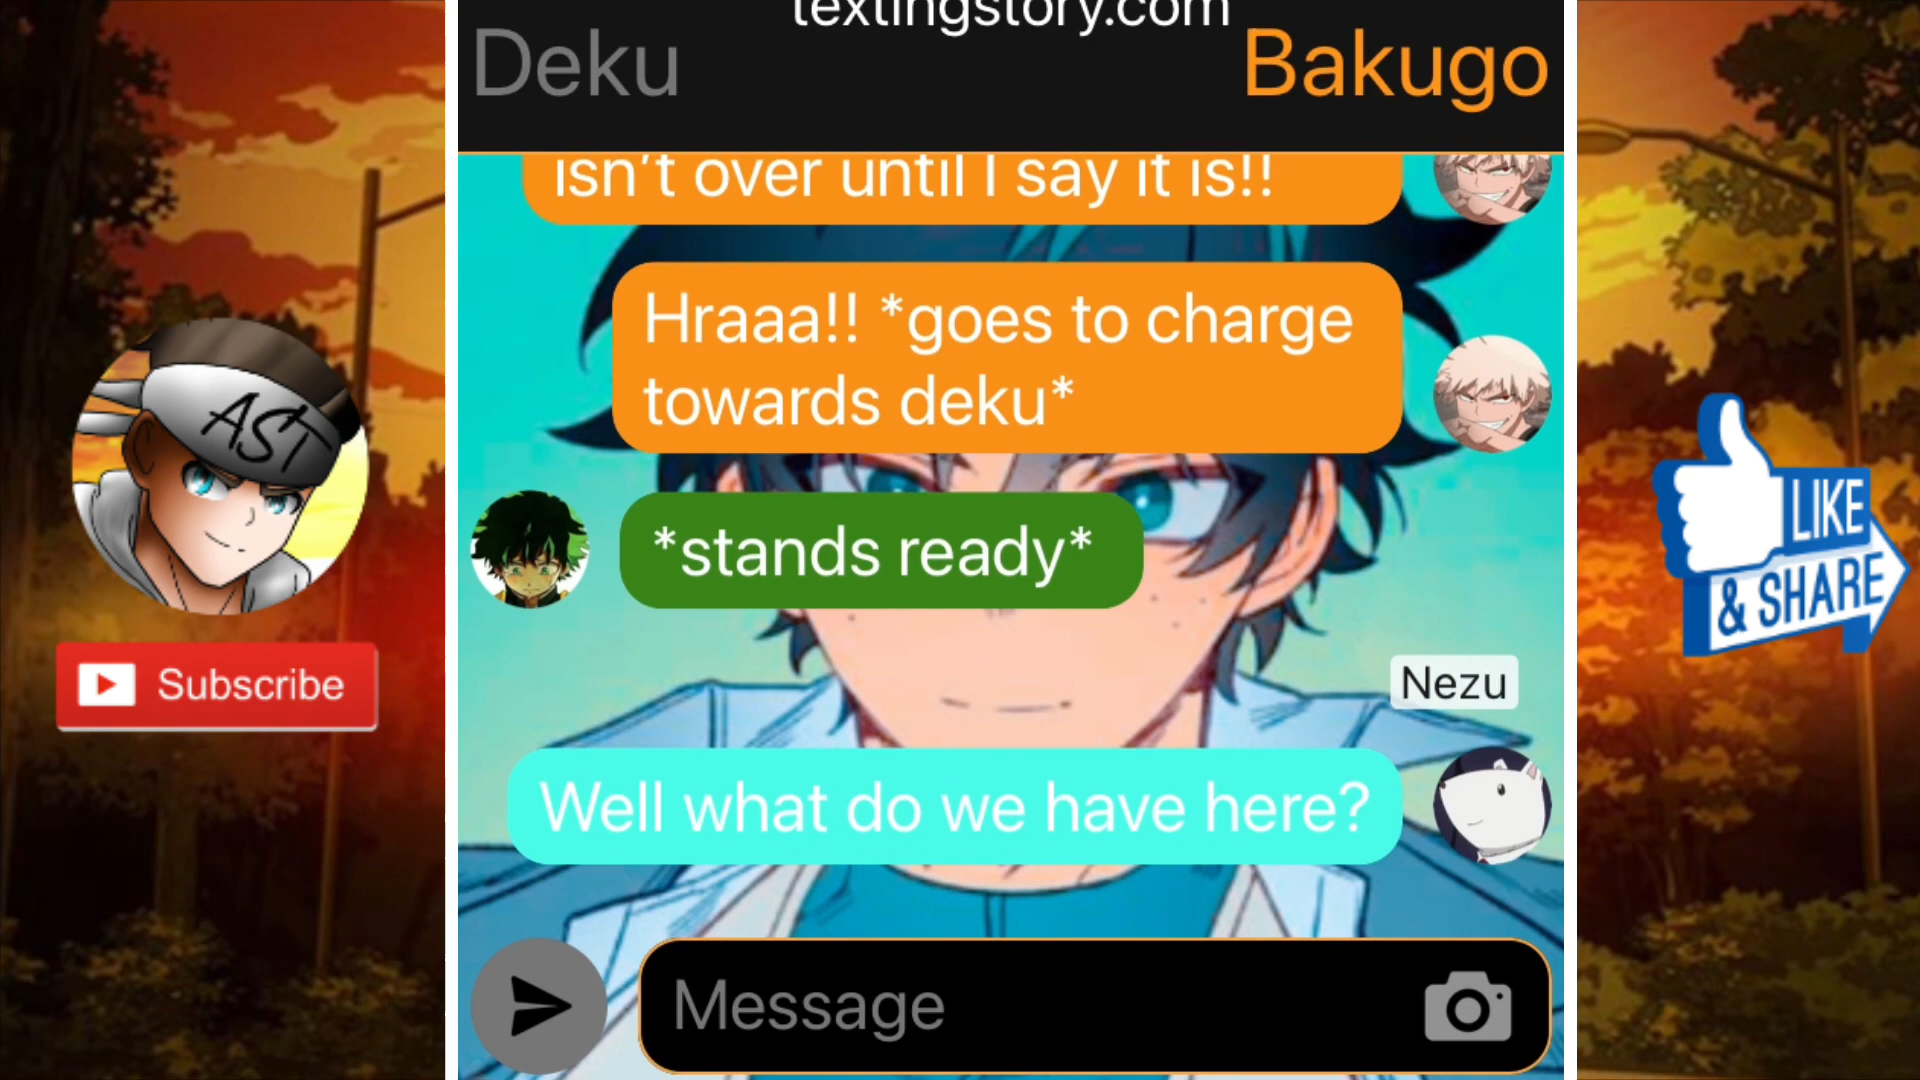 textingstory.com
Deku
Bakugo
isn't over until I say it is!!
Hraaa!! *goes to charge
towards deku*
*stands ready*
Nezu
Well what do we have here?
Message
AST
Subscribe
LIKE
& SHARE